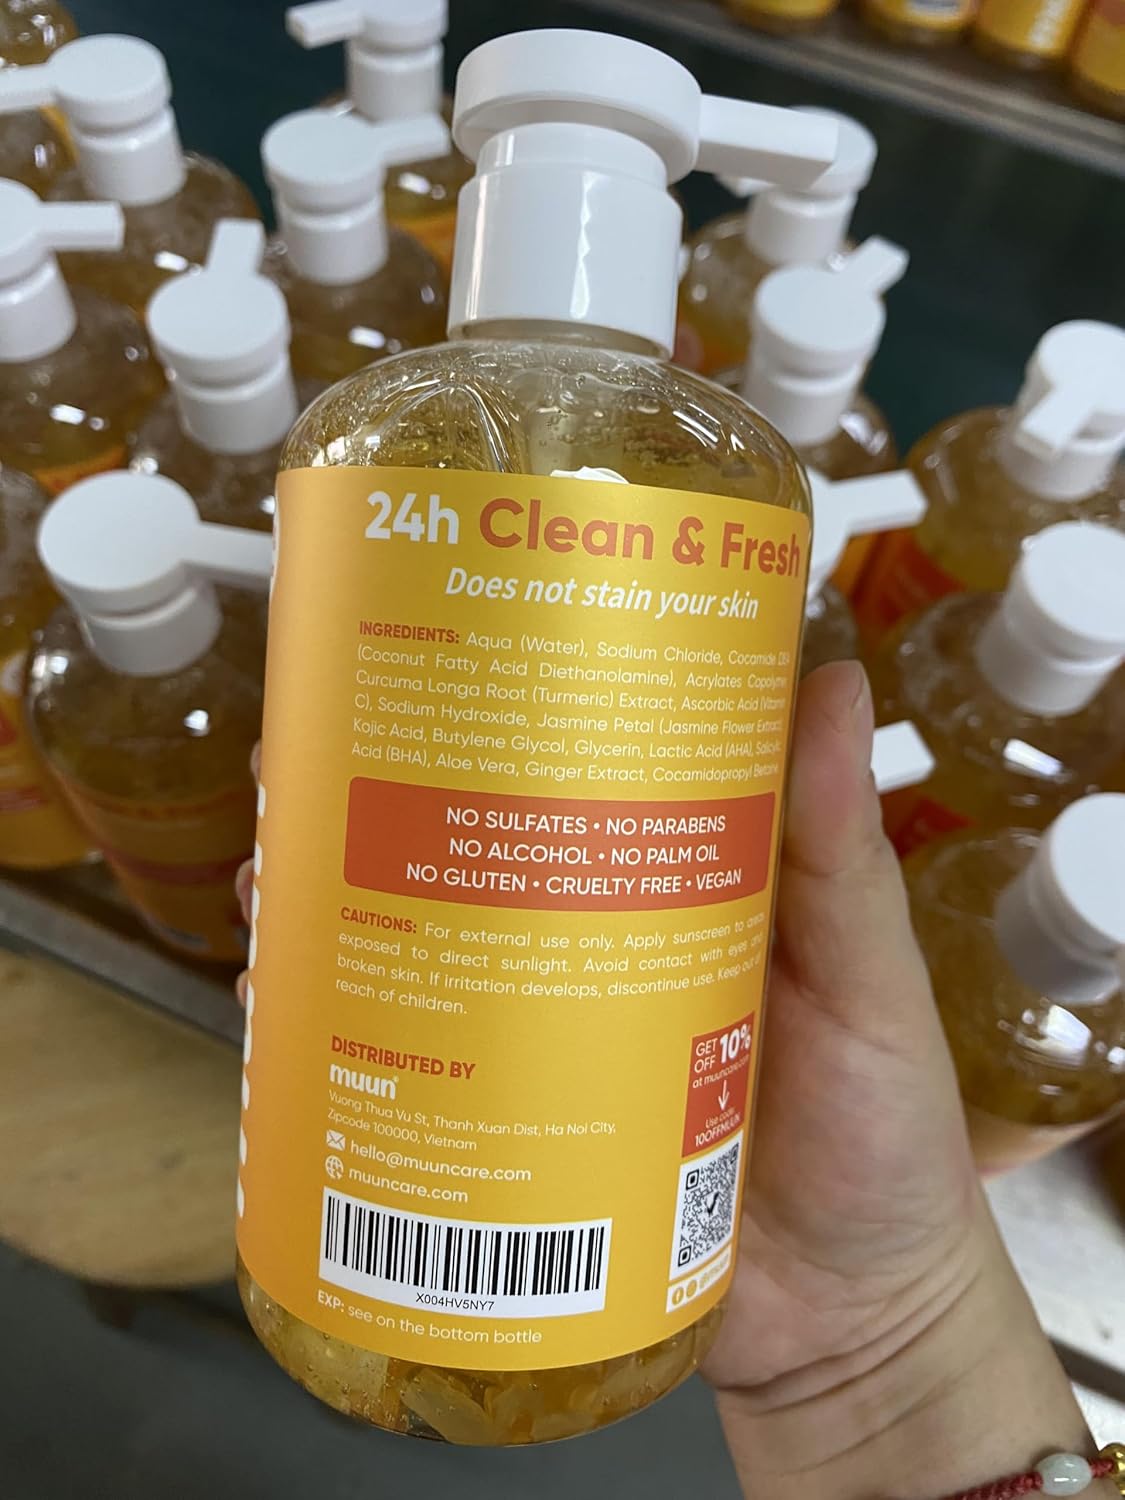 24h Clean & Fresh
Does not stain your skin
INGREDIENTS: Aqua (Water), Sodium Chloride, Cocamide DEA
(Coconut Fatty Acid Diethanolamine), Acrylates Copolymer,
Curcuma Longa Root (Turmeric) Extract, Ascorbic Acid (Vitamin
C), Sodium Hydroxide, Jasmine Petal (Jasmine Flower Extract),
Kojic Acid, Butylene Glycol, Glycerin, Lactic Acid (AHA), Salicylic
Acid (BHA), Aloe Vera, Ginger Extract, Cocamidopropyl Betaine
NO SULFATES • NO PARABENS
NO ALCOHOL • NO PALM OIL
NO GLUTEN • CRUELTY FREE • VEGAN
CAUTIONS: For external use only. Apply sunscreen to areas
exposed to direct sunlight. Avoid contact with eyes and
broken skin. If irritation develops, discontinue use. Keep out of
reach of children.
DISTRIBUTED BY
muun®
Vuong Thua Vu St, Thanh Xuan Dist, Ha Noi City,
Zipcode 100000, Vietnam
hello@muuncare.com
muuncare.com
X004HV5NY7
EXP: see on the bottom bottle
GET 10%
OFF
at muuncare.com
Use code:
10OFFMUUN